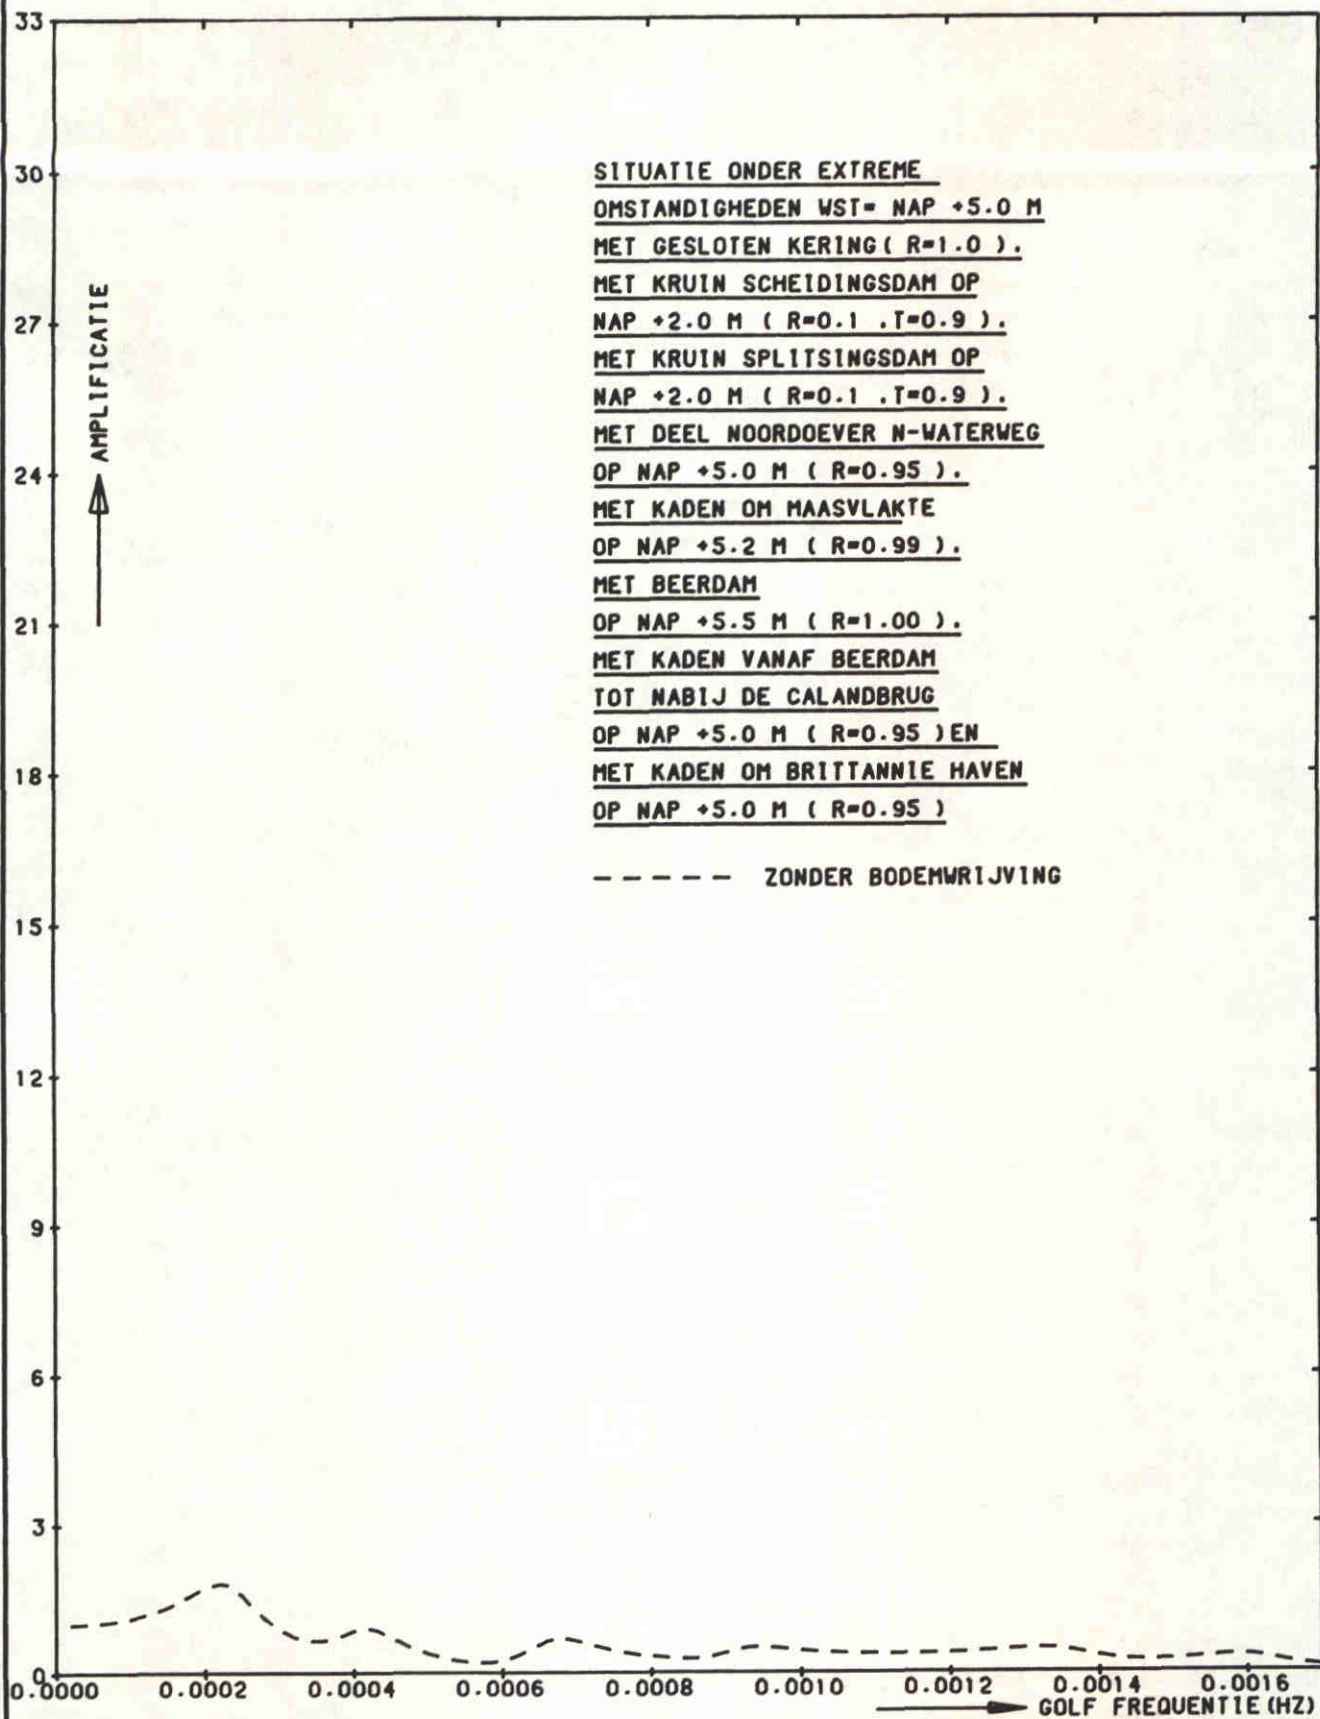 33
30
27
24
21
18
15
12
9
6
3
0
AMPLIFICATIE
SITUATIE ONDER EXTREME
OMSTANDIGHEDEN WST= NAP +5.0 M
MET GESLOTEN KERING( R=1.0 ).
MET KRUIN SCHEIDINGSDAM OP
NAP +2.0 M ( R=0.1 .T=0.9 ).
MET KRUIN SPLITSINGSDAM OP
NAP +2.0 M ( R=0.1 .T=0.9 ).
MET DEEL NOORDOEVER N-WATERWEG
OP NAP +5.0 M ( R=0.95 ).
MET KADEN OM MAASVLAKTE
OP NAP +5.2 M ( R=0.99 ).
MET BEERDAM
OP NAP +5.5 M ( R=1.00 ).
MET KADEN VANAF BEERDAM
TOT NABIJ DE CALANDBRUG
OP NAP +5.0 M ( R=0.95 )EN
MET KADEN OM BRITTANNIE HAVEN
OP NAP +5.0 M ( R=0.95 )
ZONDER BODEMWRIJVING
0.0000 0.0002 0.0004 0.0006 0.0008 0.0010 0.0012 0.0014 0.0016
GOLF FREQUENTIE(HZ)